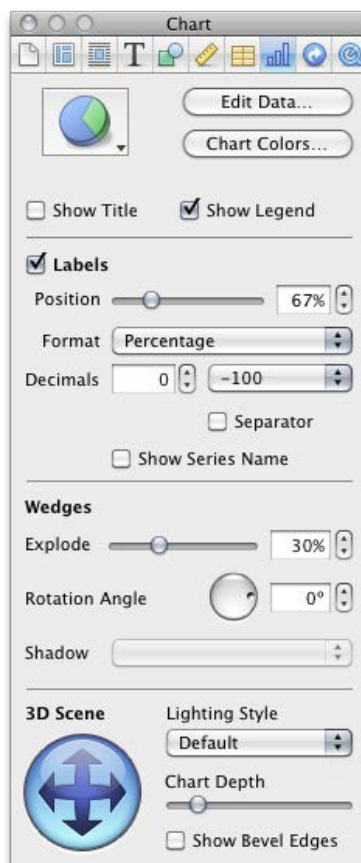 Chart
T
Edit Data...
Chart Colors...
Show Title
Show Legend
Labels
Position
67%
Format
Percentage
Decimals
0
-100
Separator
Show Series Name
Wedges
Explode
30%
Rotation Angle
0°
Shadow
3D Scene
Lighting Style
Default
Chart Depth
Show Bevel Edges